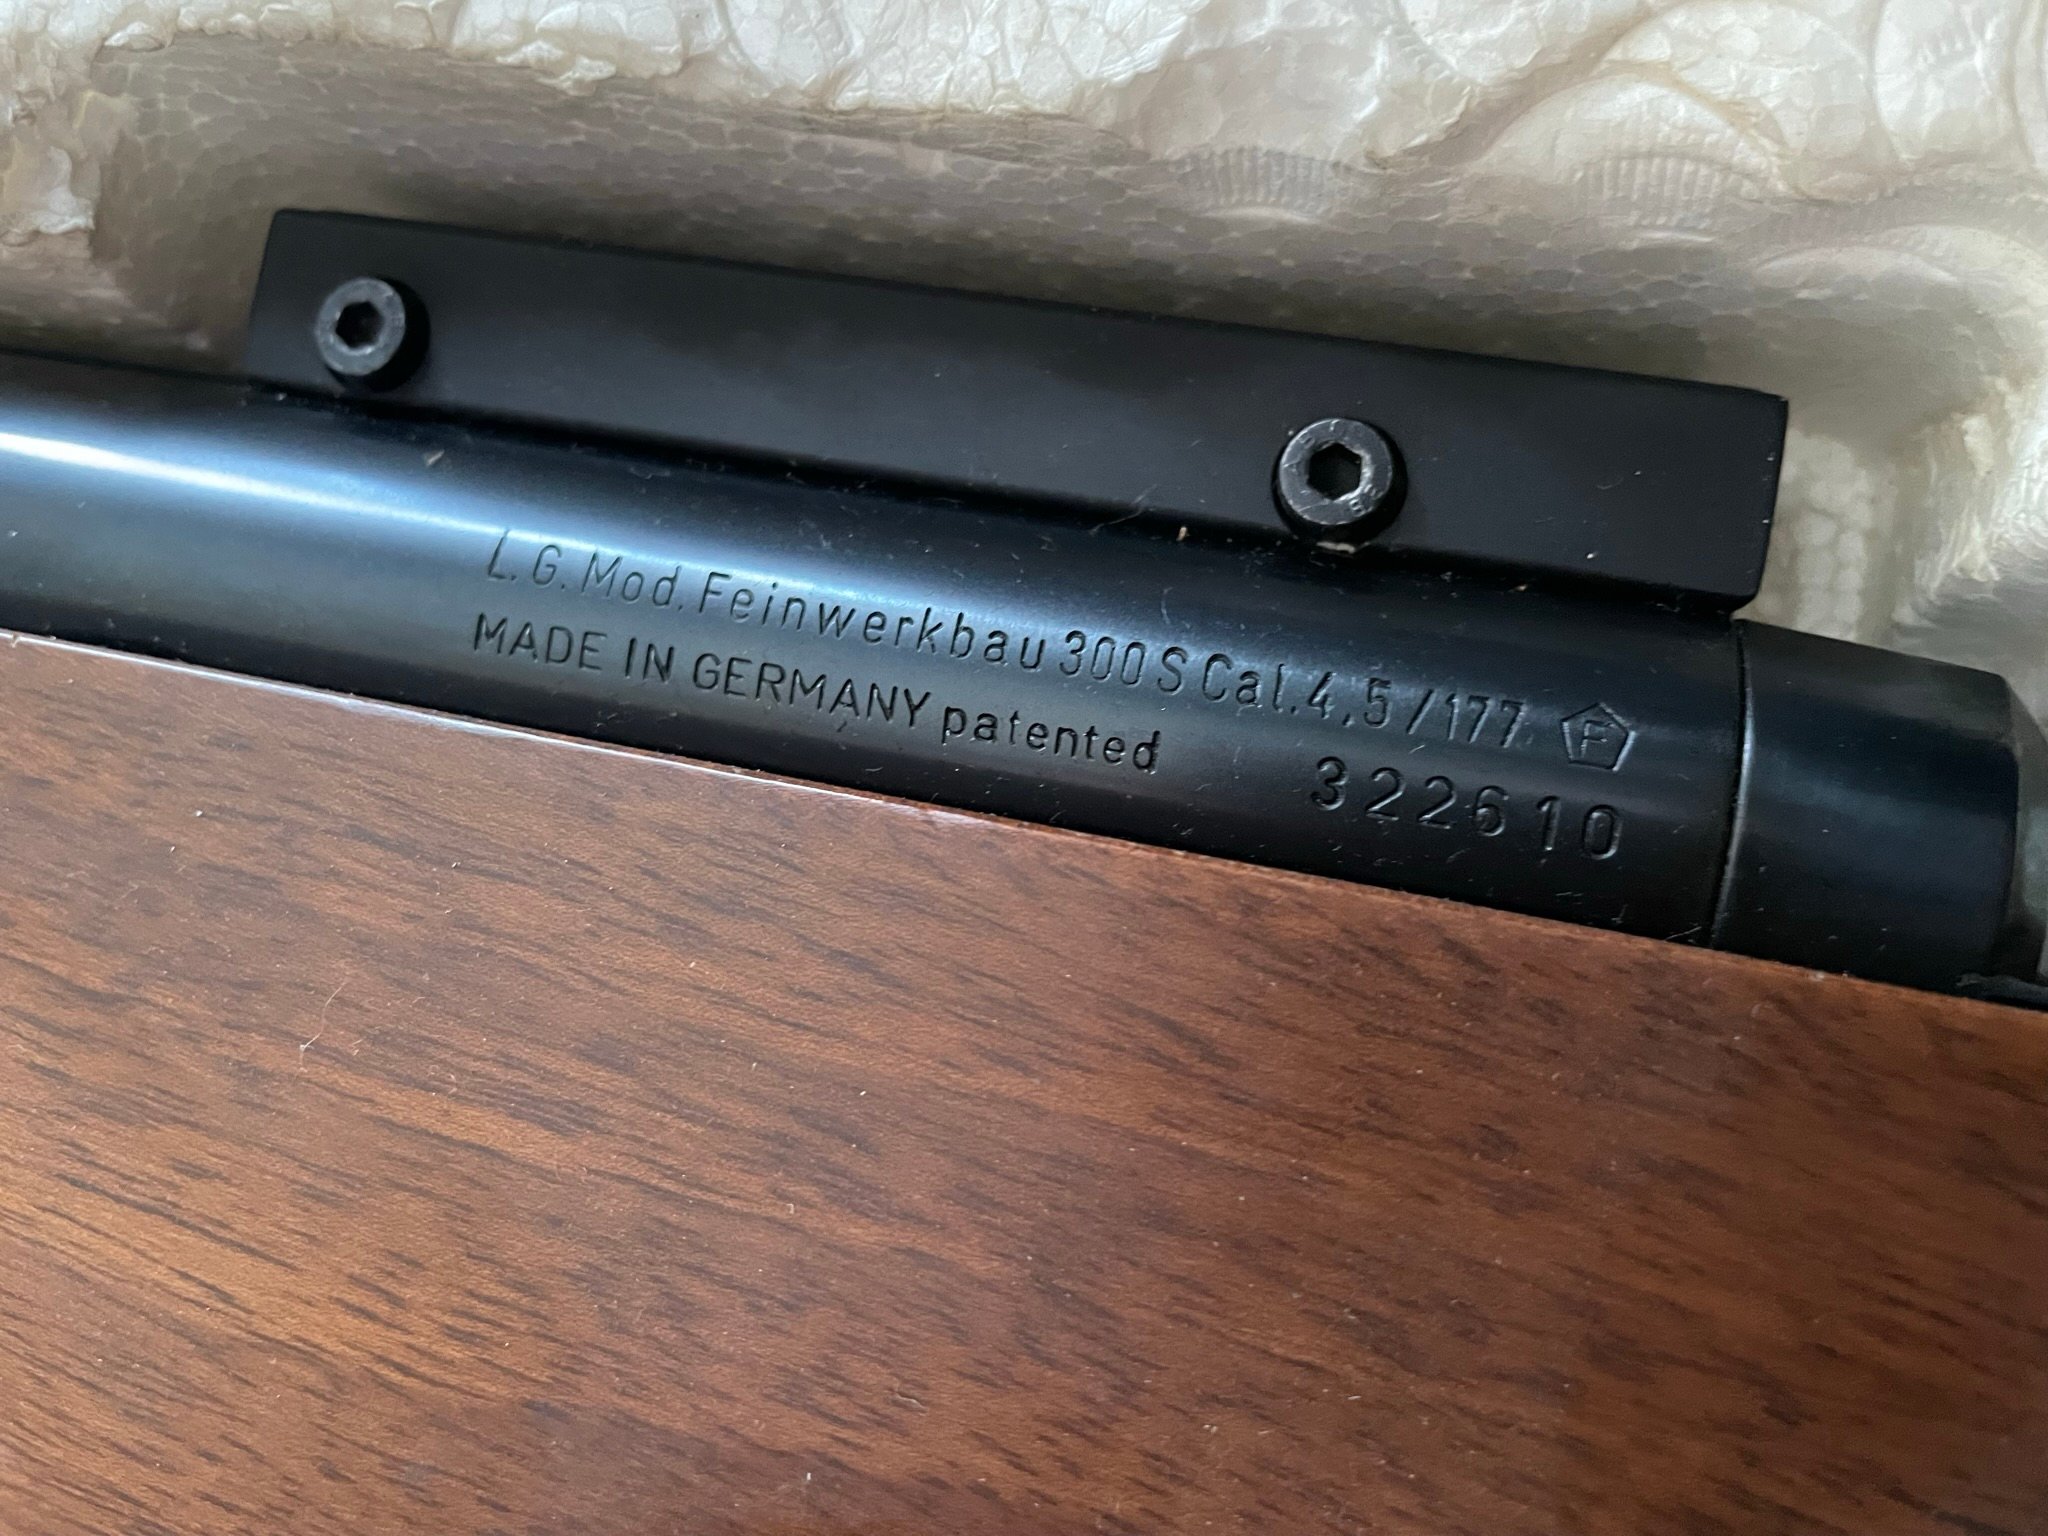 L.G. Mod. Feinwerkbau 300 S Cal. 4,5 /177 F
MADE IN GERMANY patented 322610